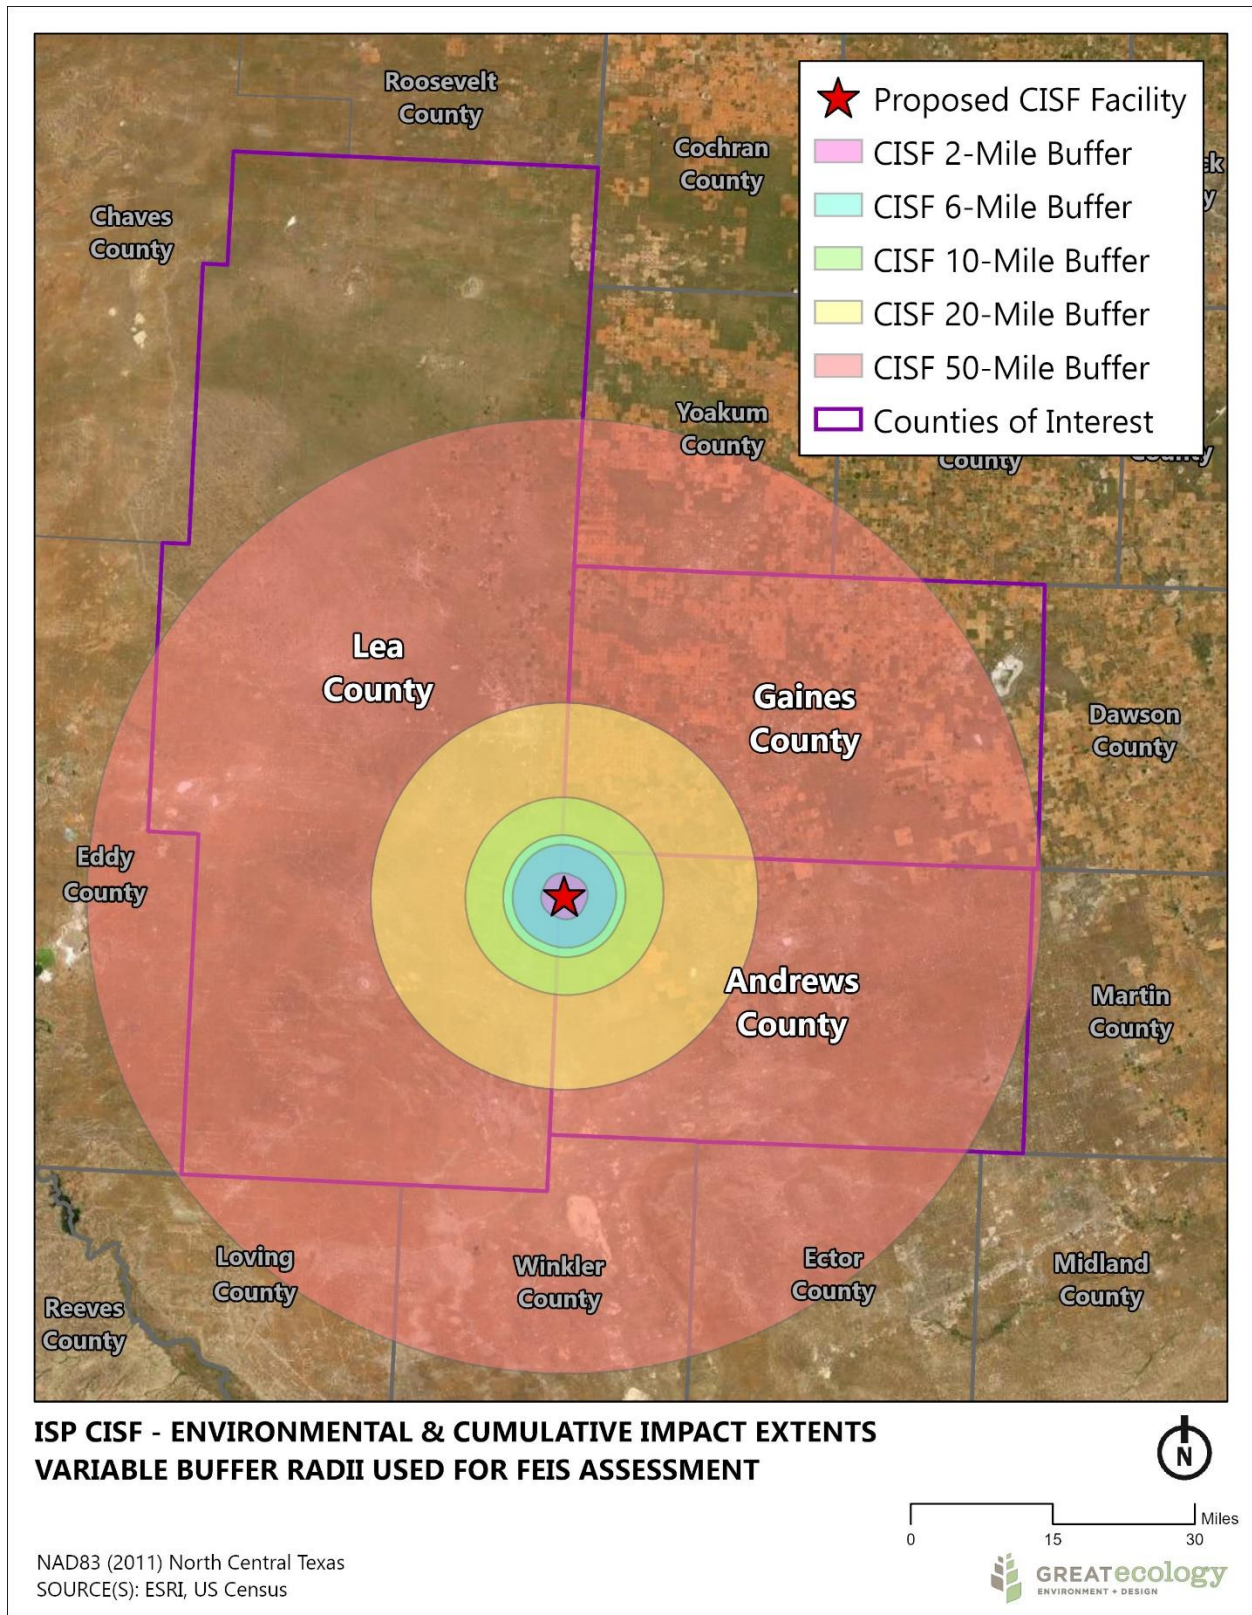 Roosevelt
County
Cochran
County
Chaves
County
Yoakum
County
County
Lea
County
Gaines
County
Dawson
County
Eddy
County
Andrews
County
Martin
County
Loving
County
Winkler
County
Ector
County
Midland
County
Reeves
County
Proposed CISF Facility
CISF 2-Mile Buffer
CISF 6-Mile Buffer
CISF 10-Mile Buffer
CISF 20-Mile Buffer
CISF 50-Mile Buffer
Counties of Interest
ISP CISF - ENVIRONMENTAL & CUMULATIVE IMPACT EXTENTS
VARIABLE BUFFER RADII USED FOR FEIS ASSESSMENT
N
Miles
0 15 30
NAD83 (2011) North Central Texas
SOURCE(S): ESRI, US Census
GREATecology
ENVIRONMENT + DESIGN